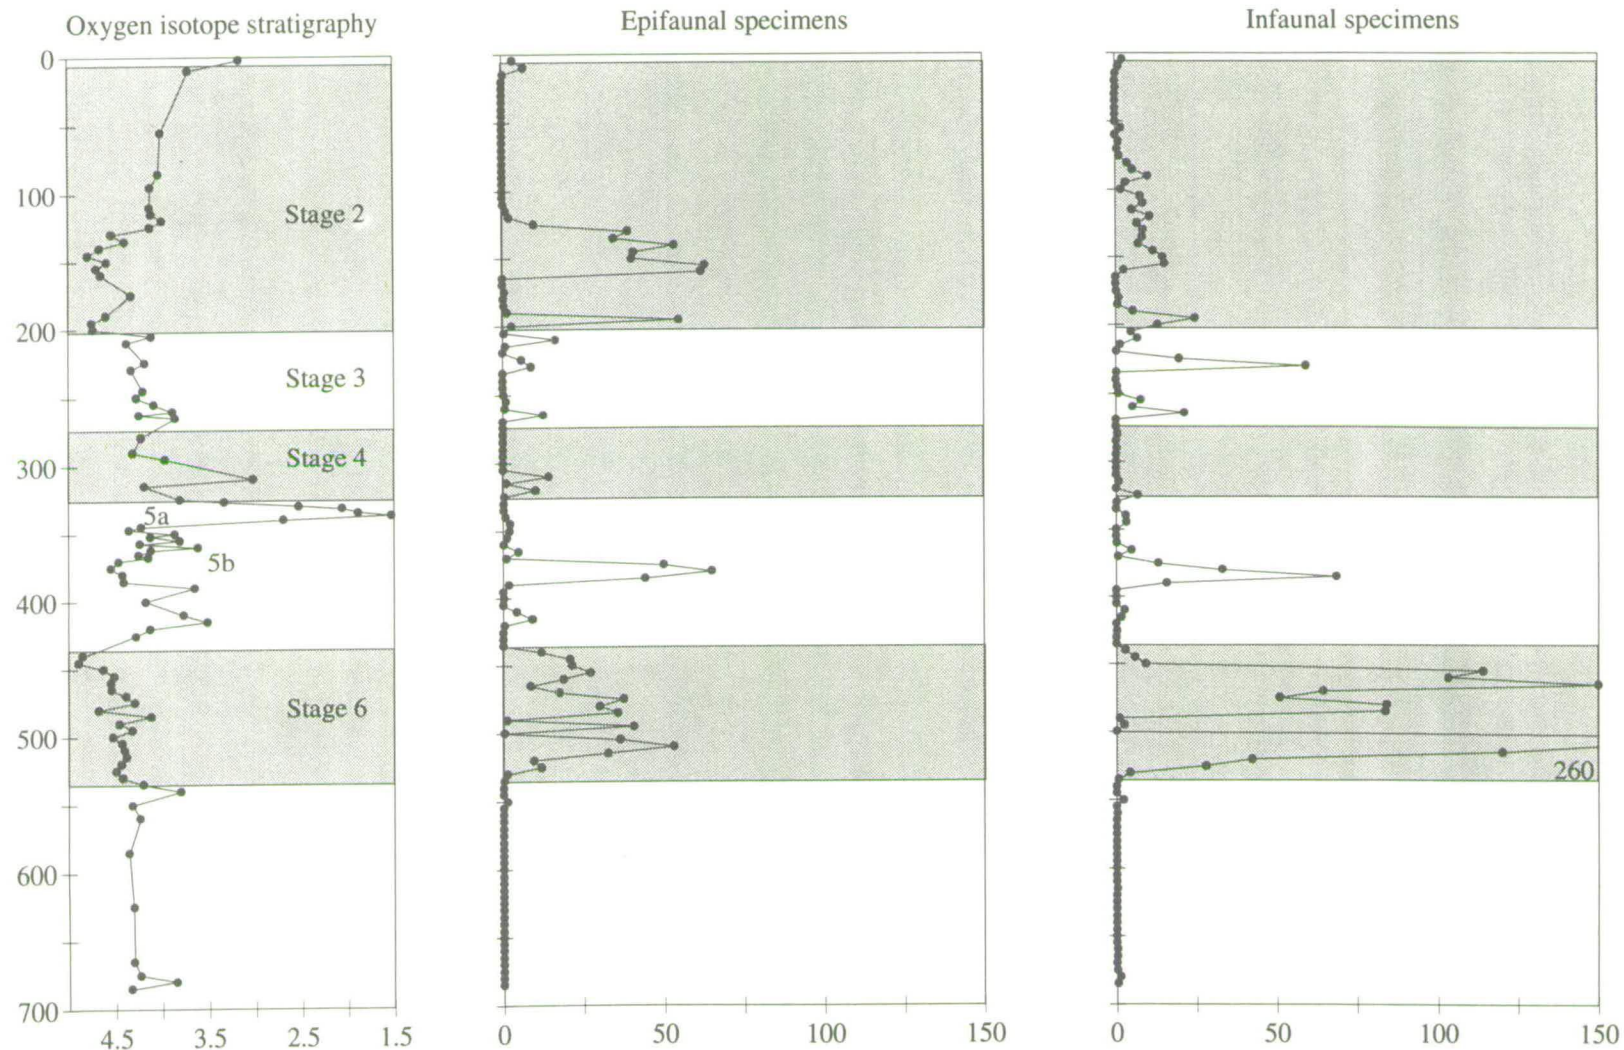 Oxygen isotope stratigraphy
Epifaunal specimens
Infaunal specimens
0
100
200
300
400
500
600
700
Stage 2
Stage 3
Stage 4
5a
5b
Stage 6
260
4.5 3.5 2.5 1.5
0 50 100 150
0 50 100 150